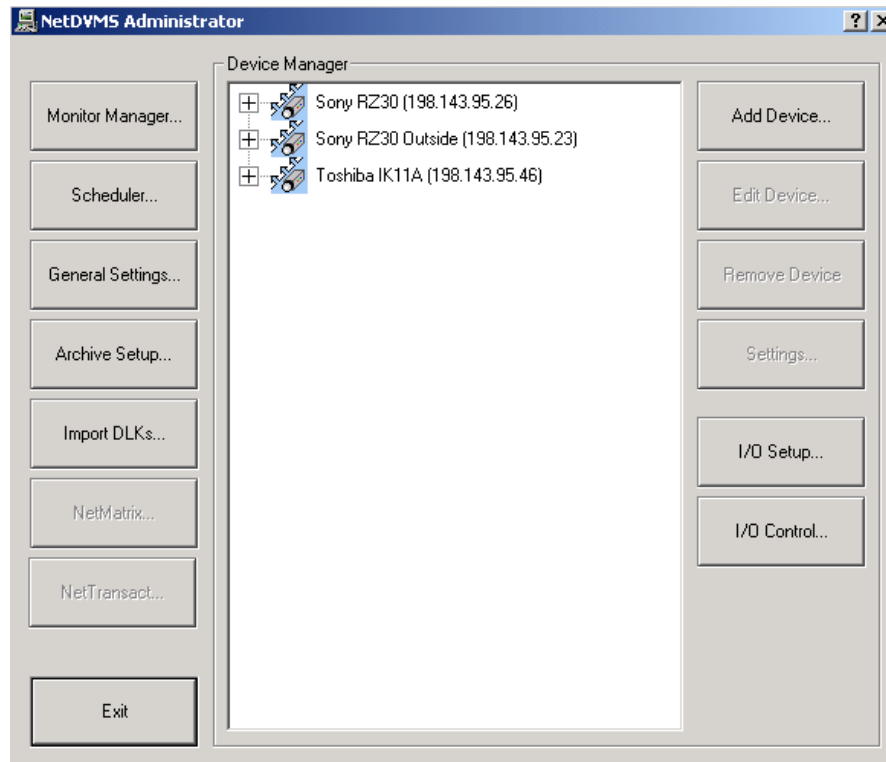 NetDVMS Administrator
Device Manager
Monitor Manager...
Scheduler...
General Settings...
Archive Setup...
Import DLKs...
NetMatrix...
NetTransact...
Exit
Sony RZ30 (198.143.95.26)
Sony RZ30 Outside (198.143.95.23)
Toshiba IK11A (198.143.95.46)
Add Device...
Edit Device...
Remove Device
Settings...
I/O Setup...
I/O Control...